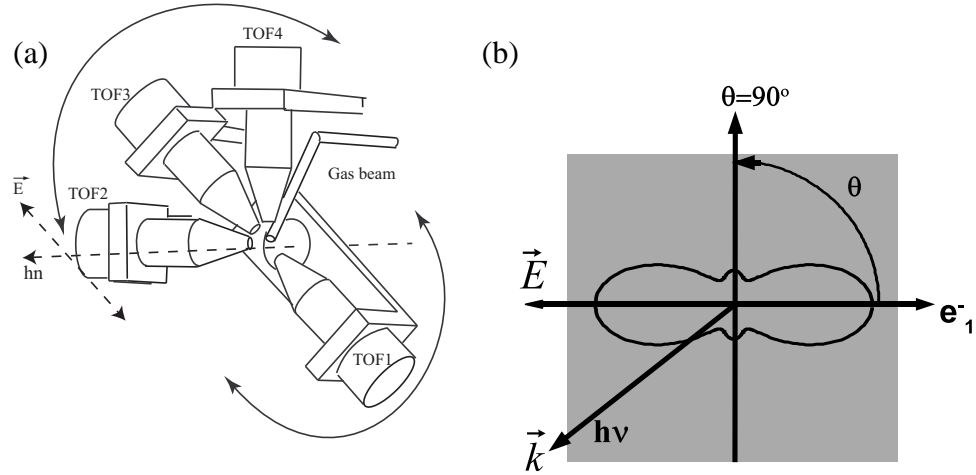 (a)
TOF4
TOF3
Gas beam
E
TOF2
hn
TOF1
(b)
θ=90°
θ
E
e⁻₁
hν
k